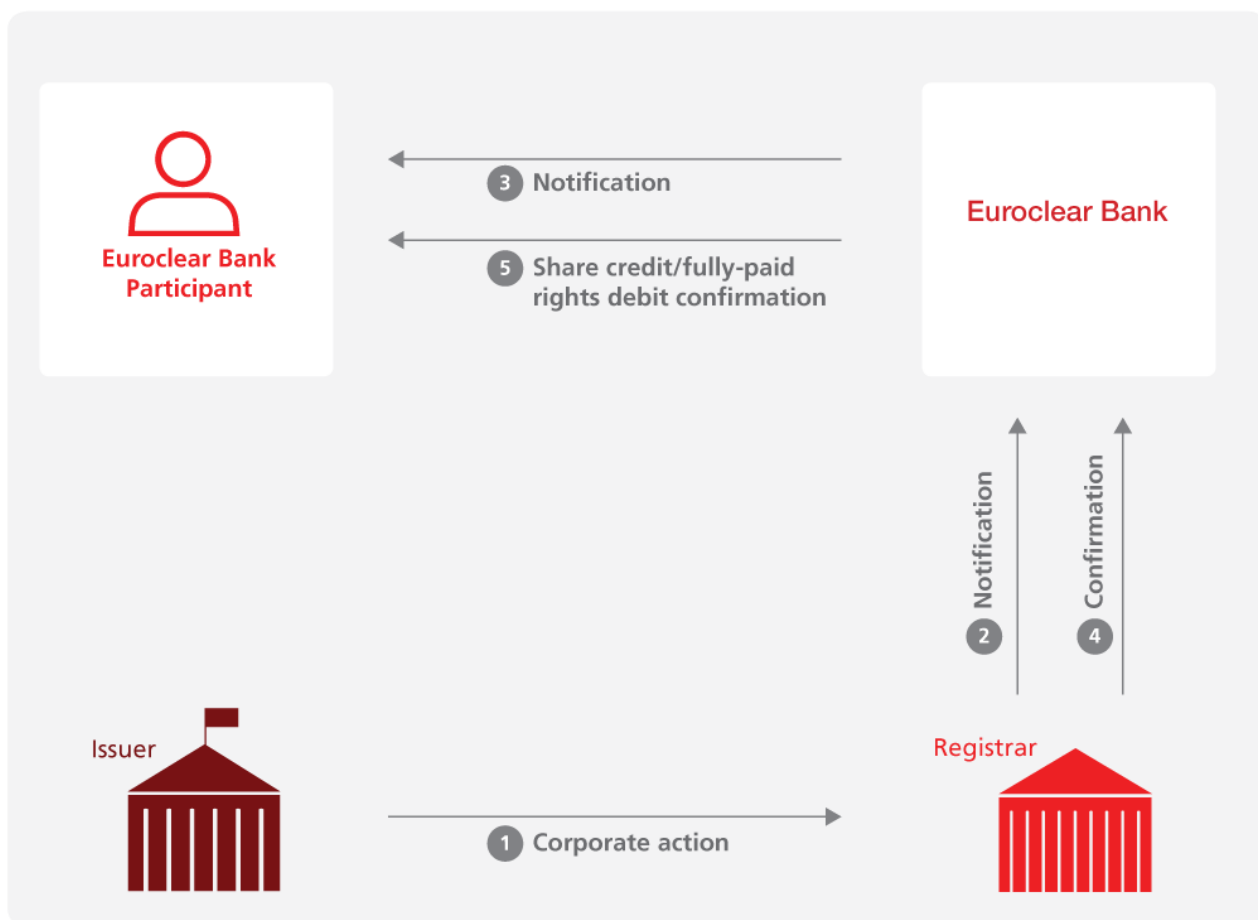 Euroclear Bank
Participant
3 Notification
5 Share credit/fully-paid
rights debit confirmation
Euroclear Bank
2 Notification
4 Confirmation
Issuer
1 Corporate action
Registrar